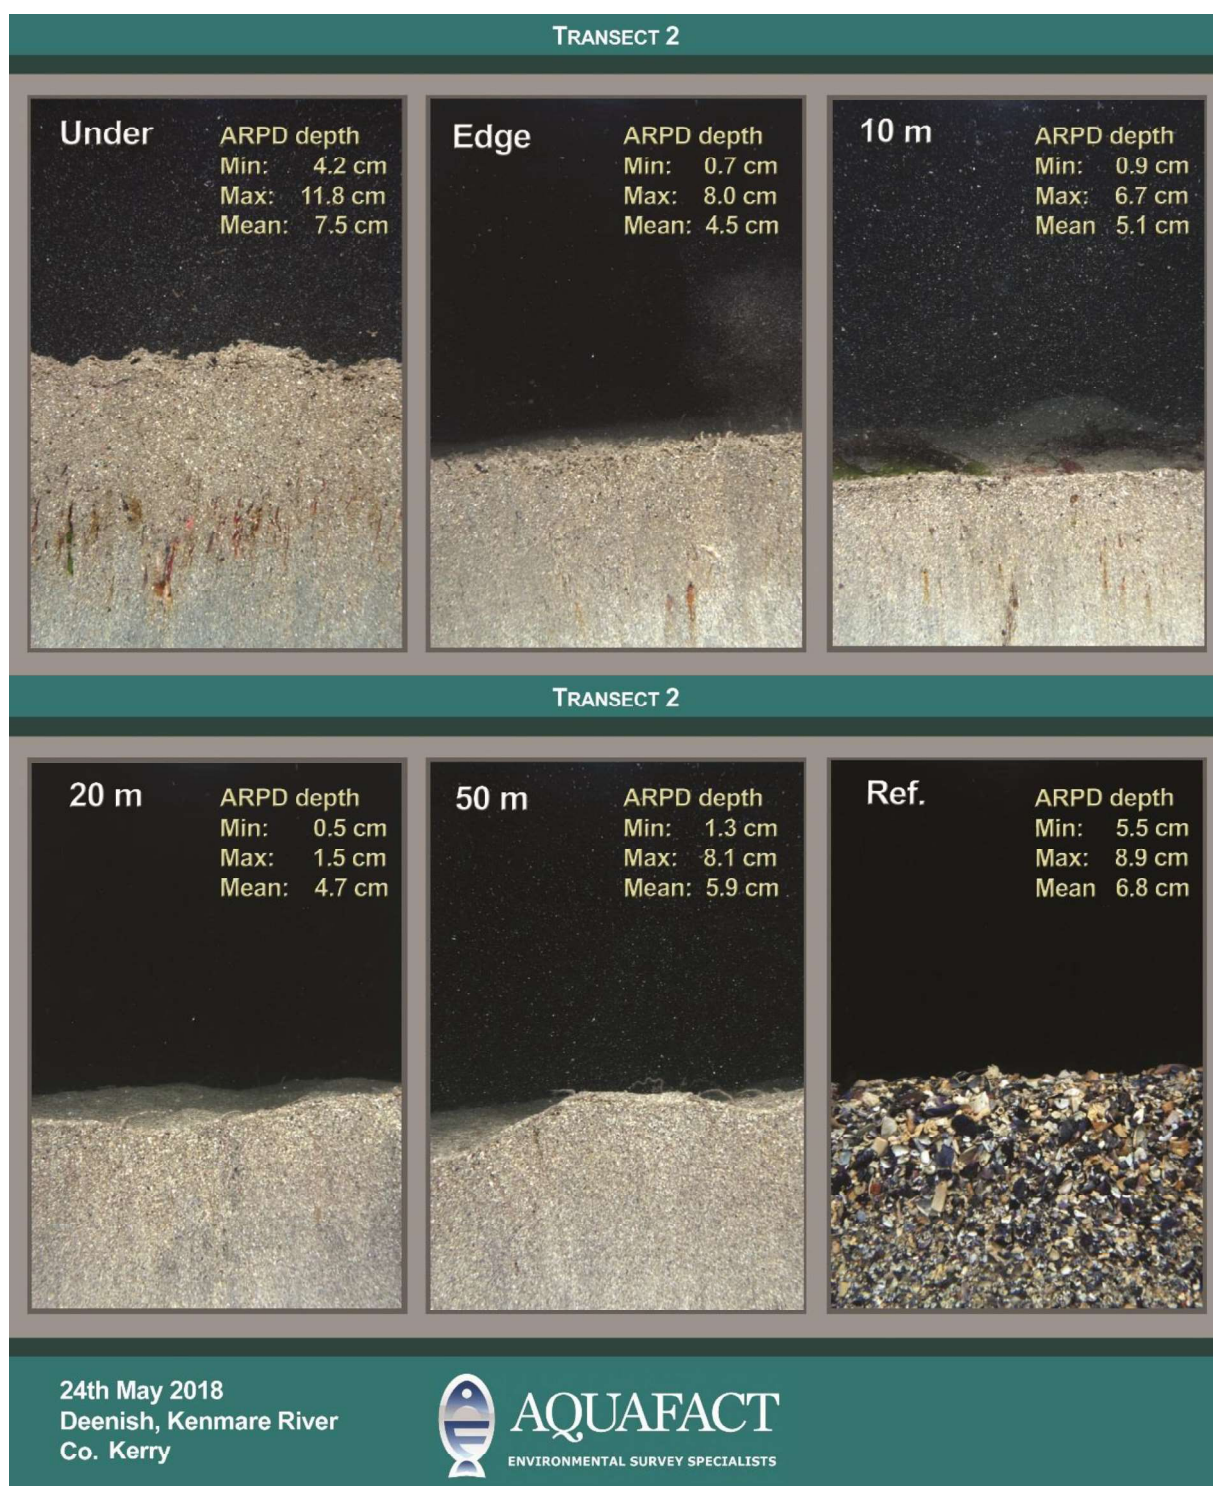 TRANSECT 2
Under
ARPD depth
Min: 4.2 cm
Max: 11.8 cm
Mean: 7.5 cm
Edge
ARPD depth
Min: 0.7 cm
Max: 8.0 cm
Mean: 4.5 cm
10 m
ARPD depth
Min: 0.9 cm
Max: 6.7 cm
Mean 5.1 cm
TRANSECT 2
20 m
ARPD depth
Min: 0.5 cm
Max: 1.5 cm
Mean: 4.7 cm
50 m
ARPD depth
Min: 1.3 cm
Max: 8.1 cm
Mean: 5.9 cm
Ref.
ARPD depth
Min: 5.5 cm
Max: 8.9 cm
Mean 6.8 cm
24th May 2018
Deenish, Kenmare River
Co. Kerry
AQUAFACT
ENVIRONMENTAL SURVEY SPECIALISTS